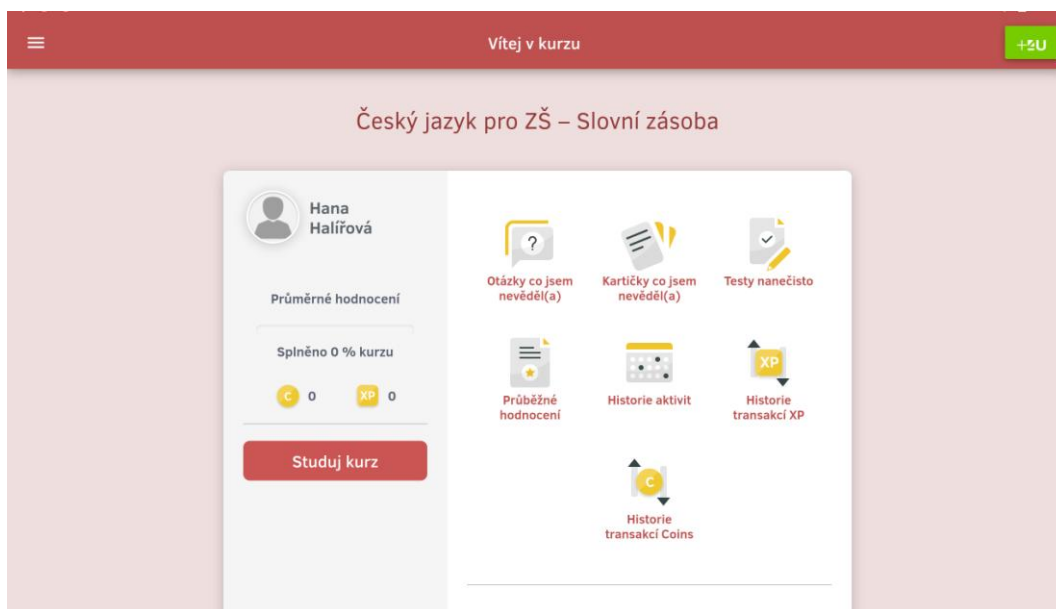 Vítej v kurzu
Český jazyk pro ZŠ – Slovní zásoba
Hana
Halířová
Průměrné hodnocení
Splněno 0 % kurzu
C 0 XP 0
Studuj kurz
?
Otázky co jsem
nevěděl(a)
Kartičky co jsem
nevěděl(a)
Testy nanečisto
Průběžné
hodnocení
Historie aktivit
XP
Historie
transakcí XP
C
Historie
transakcí Coins